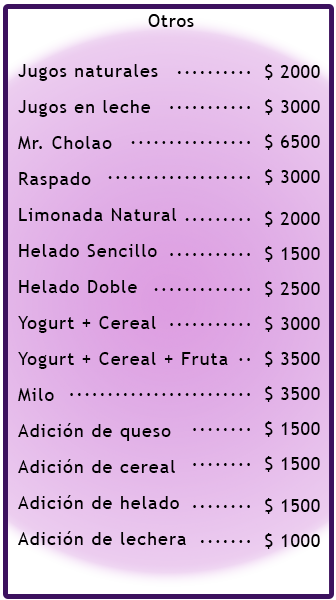 Otros
Jugos naturales .......... $ 2000
Jugos en leche ........... $ 3000
Mr. Cholao ................ $ 6500
Raspado ................... $ 3000
Limonada Natural ......... $ 2000
Helado Sencillo ........... $ 1500
Helado Doble ............. $ 2500
Yogurt + Cereal ........... $ 3000
Yogurt + Cereal + Fruta .. $ 3500
Milo ........................ $ 3500
Adición de queso ........ $ 1500
Adición de cereal ........ $ 1500
Adición de helado ........ $ 1500
Adición de lechera ....... $ 1000